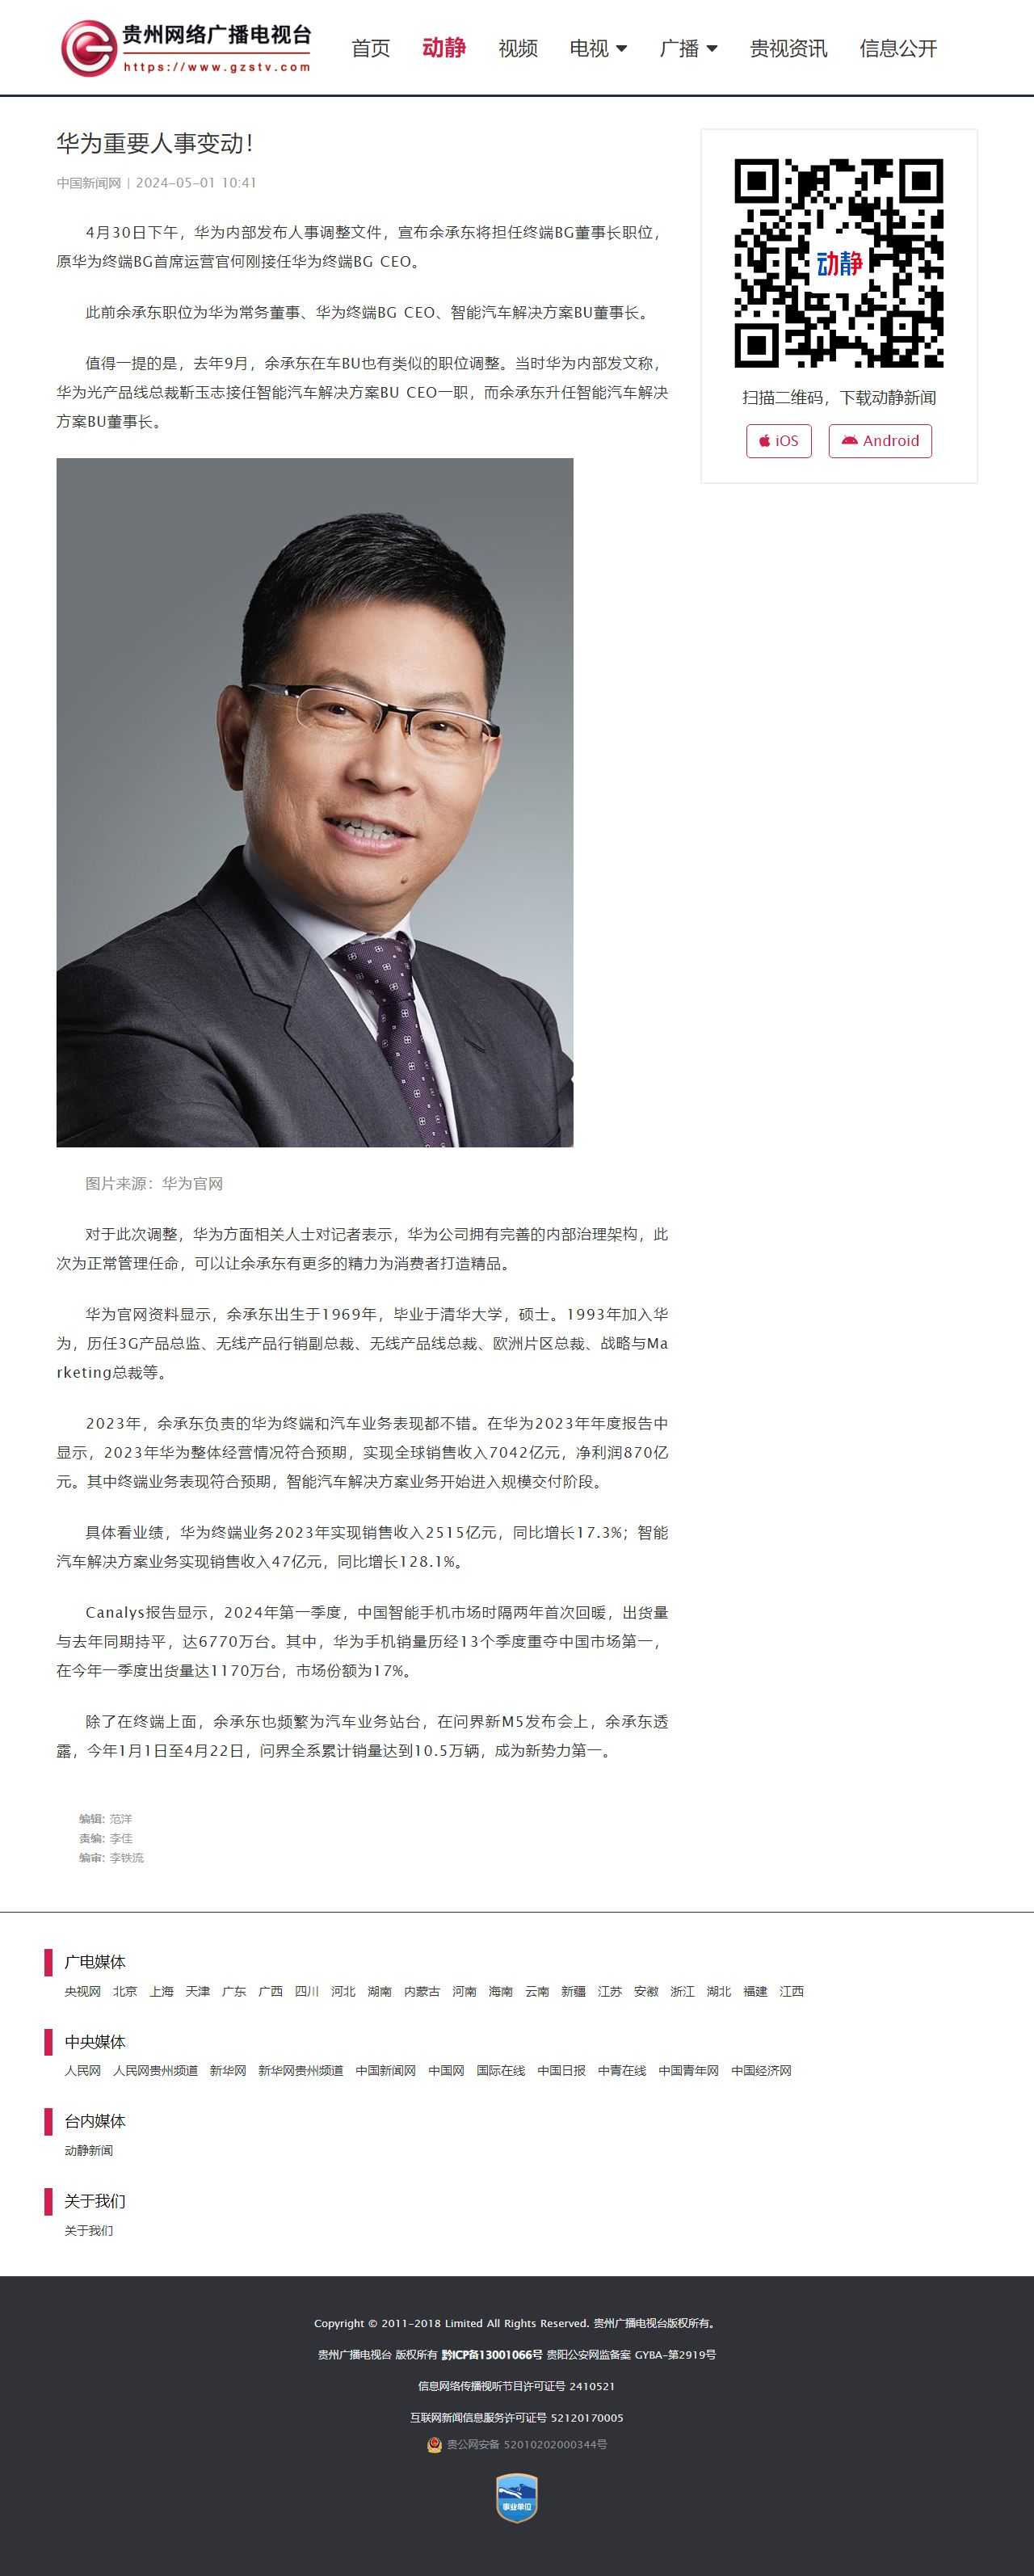 贵州网络广播电视台
https://www.gzstv.com
首页 动静 视频 电视 广播 贵视资讯 信息公开
华为重要人事变动！
中国新闻网 | 2024-05-01 10:41
4月30日下午，华为内部发布人事调整文件，宣布余承东将担任终端BG董事长职位，
原华为终端BG首席运营官何刚接任华为终端BG CEO。
此前余承东职位为华为常务董事、华为终端BG CEO、智能汽车解决方案BU董事长。
值得一提的是，去年9月，余承东在车BU也有类似的职位调整。当时华为内部发文称，
华为光产品线总裁靳玉志接任智能汽车解决方案BU CEO一职，而余承东升任智能汽车解决
方案BU董事长。
动静
扫描二维码，下载动静新闻
iOS Android
图片来源：华为官网
对于此次调整，华为方面相关人士对记者表示，华为公司拥有完善的内部治理架构，此
次为正常管理任命，可以让余承东有更多的精力为消费者打造精品。
华为官网资料显示，余承东出生于1969年，毕业于清华大学，硕士。1993年加入华
为，历任3G产品总监、无线产品行销副总裁、无线产品线总裁、欧洲片区总裁、战略与Ma
rketing总裁等。
2023年，余承东负责的华为终端和汽车业务表现都不错。在华为2023年年度报告中
显示，2023年华为整体经营情况符合预期，实现全球销售收入7042亿元，净利润870亿
元。其中终端业务表现符合预期，智能汽车解决方案业务开始进入规模交付阶段。
具体看业绩，华为终端业务2023年实现销售收入2515亿元，同比增长17.3%；智能
汽车解决方案业务实现销售收入47亿元，同比增长128.1%。
Canalys报告显示，2024年第一季度，中国智能手机市场时隔两年首次回暖，出货量
与去年同期持平，达6770万台。其中，华为手机销量历经13个季度重夺中国市场第一，
在今年一季度出货量达1170万台，市场份额为17%。
除了在终端上面，余承东也频繁为汽车业务站台，在问界新M5发布会上，余承东透
露，今年1月1日至4月22日，问界全系累计销量达到10.5万辆，成为新势力第一。
编辑: 范洋
责编: 李佳
编审: 李铁流
广电媒体
央视网 北京 上海 天津 广东 广西 四川 河北 湖南 内蒙古 河南 海南 云南 新疆 江苏 安徽 浙江 湖北 福建 江西
中央媒体
人民网 人民网贵州频道 新华网 新华网贵州频道 中国新闻网 中国网 国际在线 中国日报 中青在线 中国青年网 中国经济网
台内媒体
动静新闻
关于我们
关于我们
Copyright © 2011-2018 Limited All Rights Reserved. 贵州广播电视台版权所有。
贵州广播电视台 版权所有 黔ICP备13001066号 贵阳公安网监备案 GYBA-第2919号
信息网络传播视听节目许可证号 2410521
互联网新闻信息服务许可证号 52120170005
贵公网安备 52010202000344号
事业单位